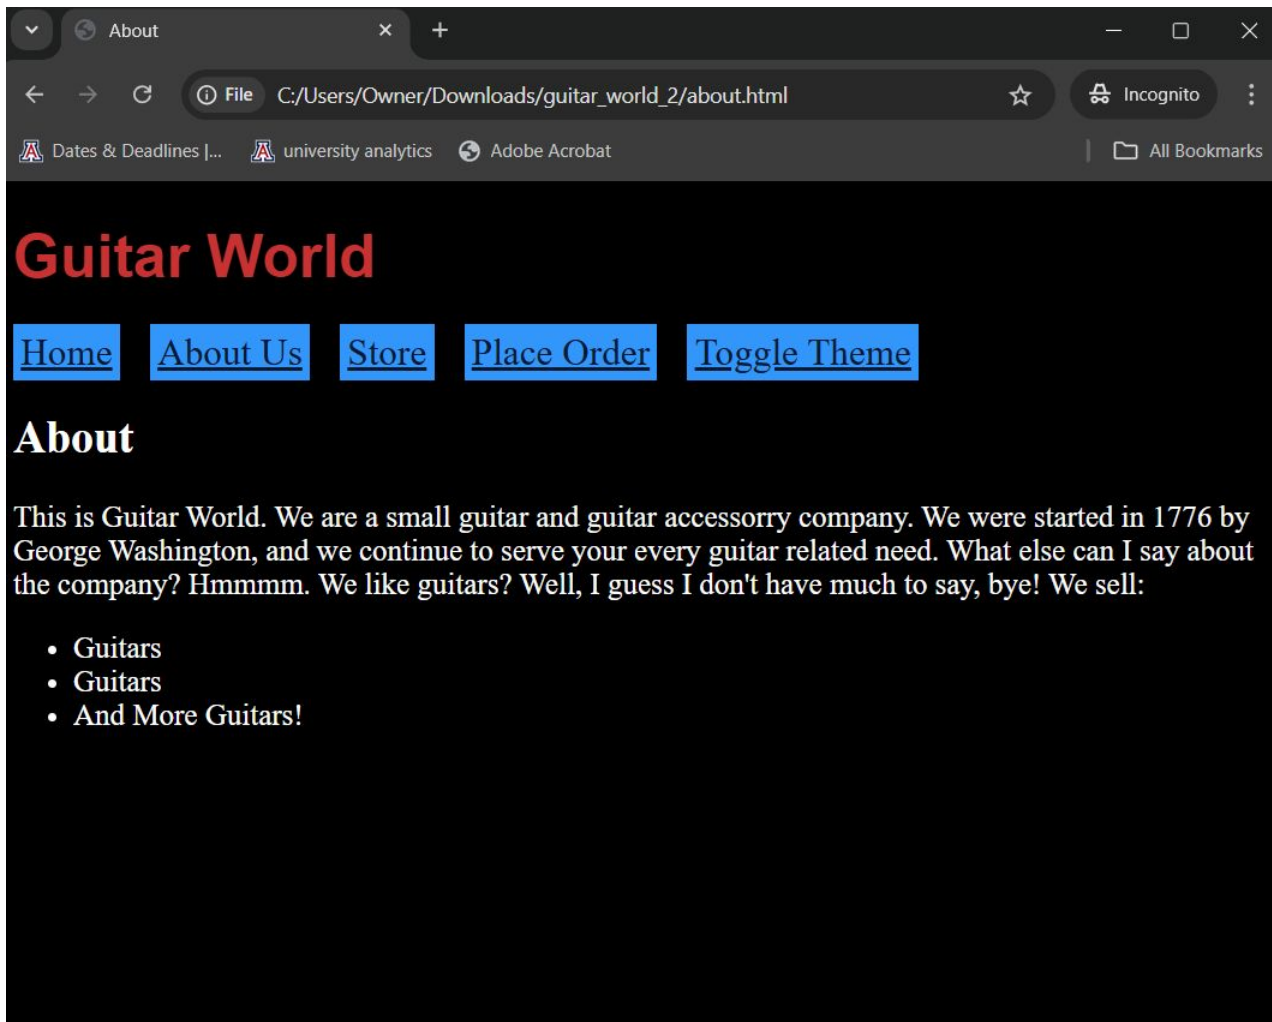 About
File C:/Users/Owner/Downloads/guitar_world_2/about.html Incognito
Dates & Deadlines |... university analytics Adobe Acrobat All Bookmarks
Guitar World
Home About Us Store Place Order Toggle Theme
About
This is Guitar World. We are a small guitar and guitar accessorry company. We were started in 1776 by
George Washington, and we continue to serve your every guitar related need. What else can I say about
the company? Hmmmm. We like guitars? Well, I guess I don't have much to say, bye! We sell:
• Guitars
• Guitars
• And More Guitars!